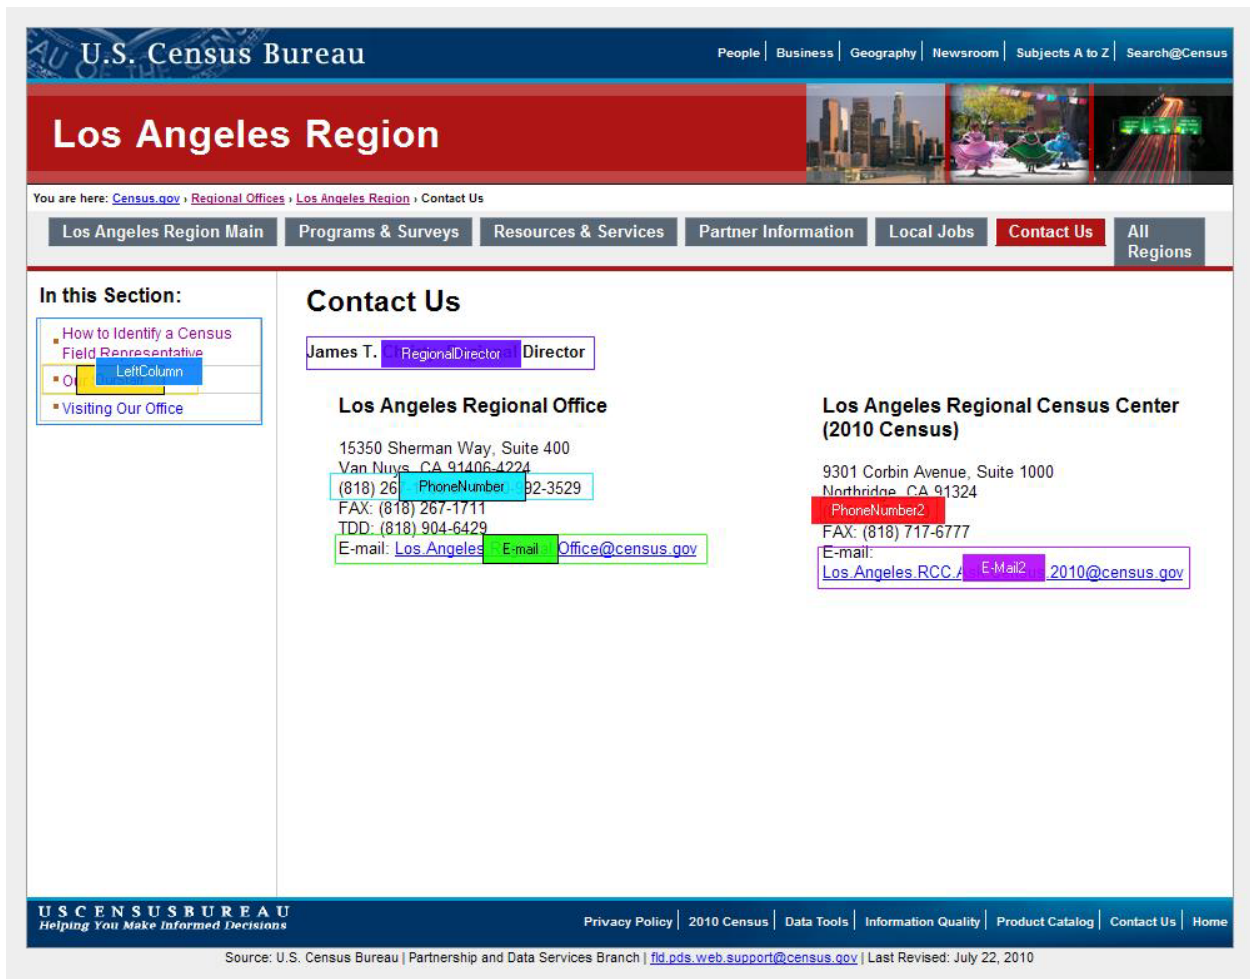 U.S. Census Bureau
People | Business | Geography | Newsroom | Subjects A to Z | Search@Census
Los Angeles Region
You are here: Census.gov › Regional Offices › Los Angeles Region › Contact Us
Los Angeles Region Main Programs & Surveys Resources & Services Partner Information Local Jobs Contact Us All
Regions
In this Section:
How to Identify a Census
Field Representative
LeftColumn
Visiting Our Office
Contact Us
James T. RegionalDirector Director
Los Angeles Regional Office
15350 Sherman Way, Suite 400
Van Nuys, CA 91406-4224
(818) 26 PhoneNumber 92-3529
FAX: (818) 267-1711
TDD: (818) 904-6429
E-mail: Los.Angeles E-mail Office@census.gov
Los Angeles Regional Census Center
(2010 Census)
9301 Corbin Avenue, Suite 1000
Northridge, CA 91324
PhoneNumber2
FAX: (818) 717-6777
E-mail:
Los.Angeles.RCC. E-Mail2 .2010@census.gov
USCENSUSBUREAU
Helping You Make Informed Decisions
Privacy Policy | 2010 Census | Data Tools | Information Quality | Product Catalog | Contact Us | Home
Source: U.S. Census Bureau | Partnership and Data Services Branch | fld.pds.web.support@census.gov | Last Revised: July 22, 2010